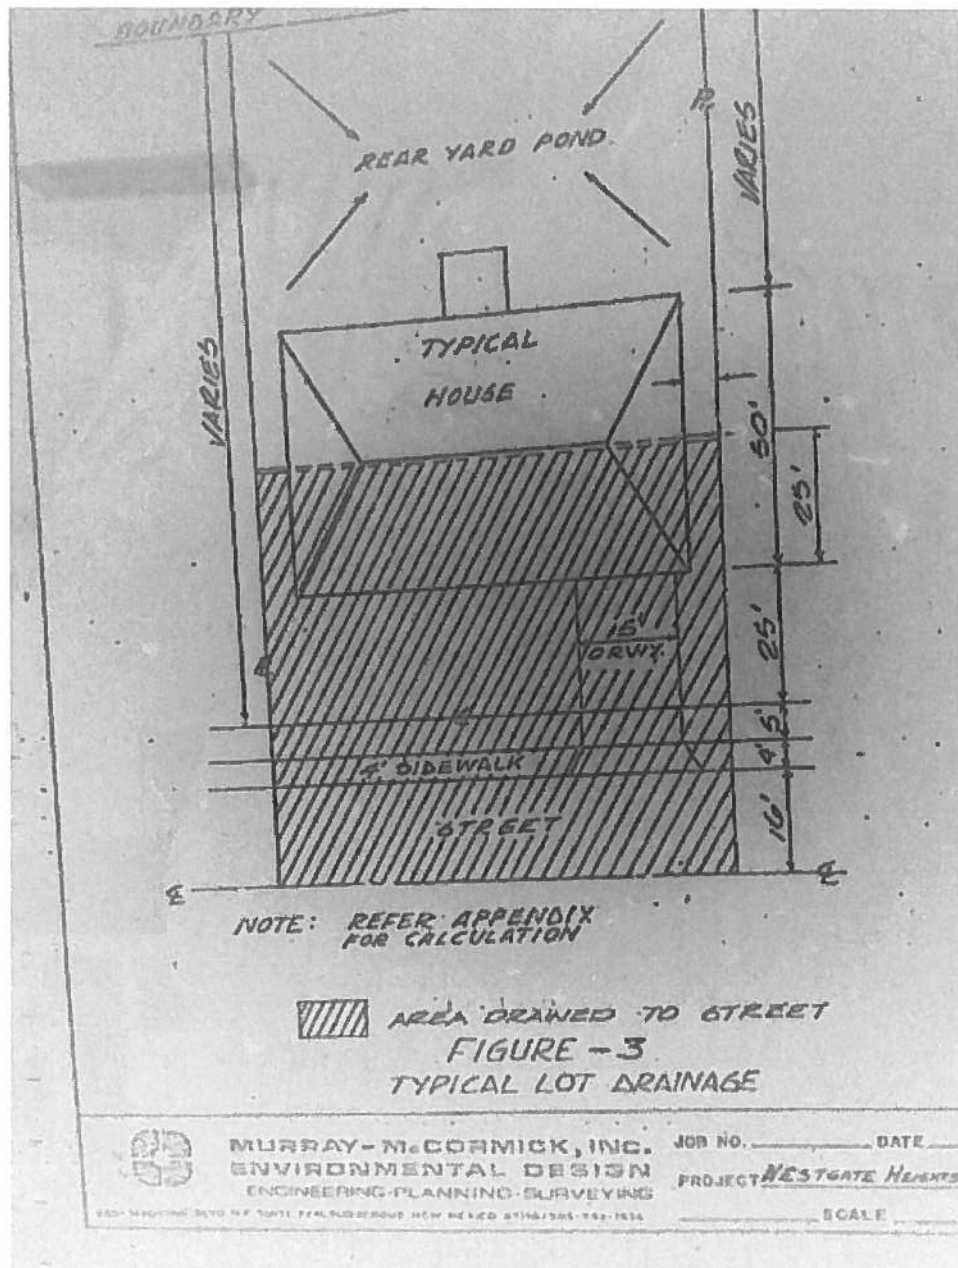 BOUNDARY
REAR YARD POND
VARIES
TYPICAL
HOUSE
VARIES
50'
25'
15'
DRWY.
25'
5'
4'
4' SIDEWALK
STREET
16'
NOTE: REFER APPENDIX
FOR CALCULATION
AREA DRAINED TO STREET
FIGURE - 3
TYPICAL LOT DRAINAGE
MURRAY-McCORMICK, INC.
ENVIRONMENTAL DESIGN
ENGINEERING-PLANNING-SURVEYING
JOB NO. DATE
PROJECT WESTGATE HEIGHTS
SCALE